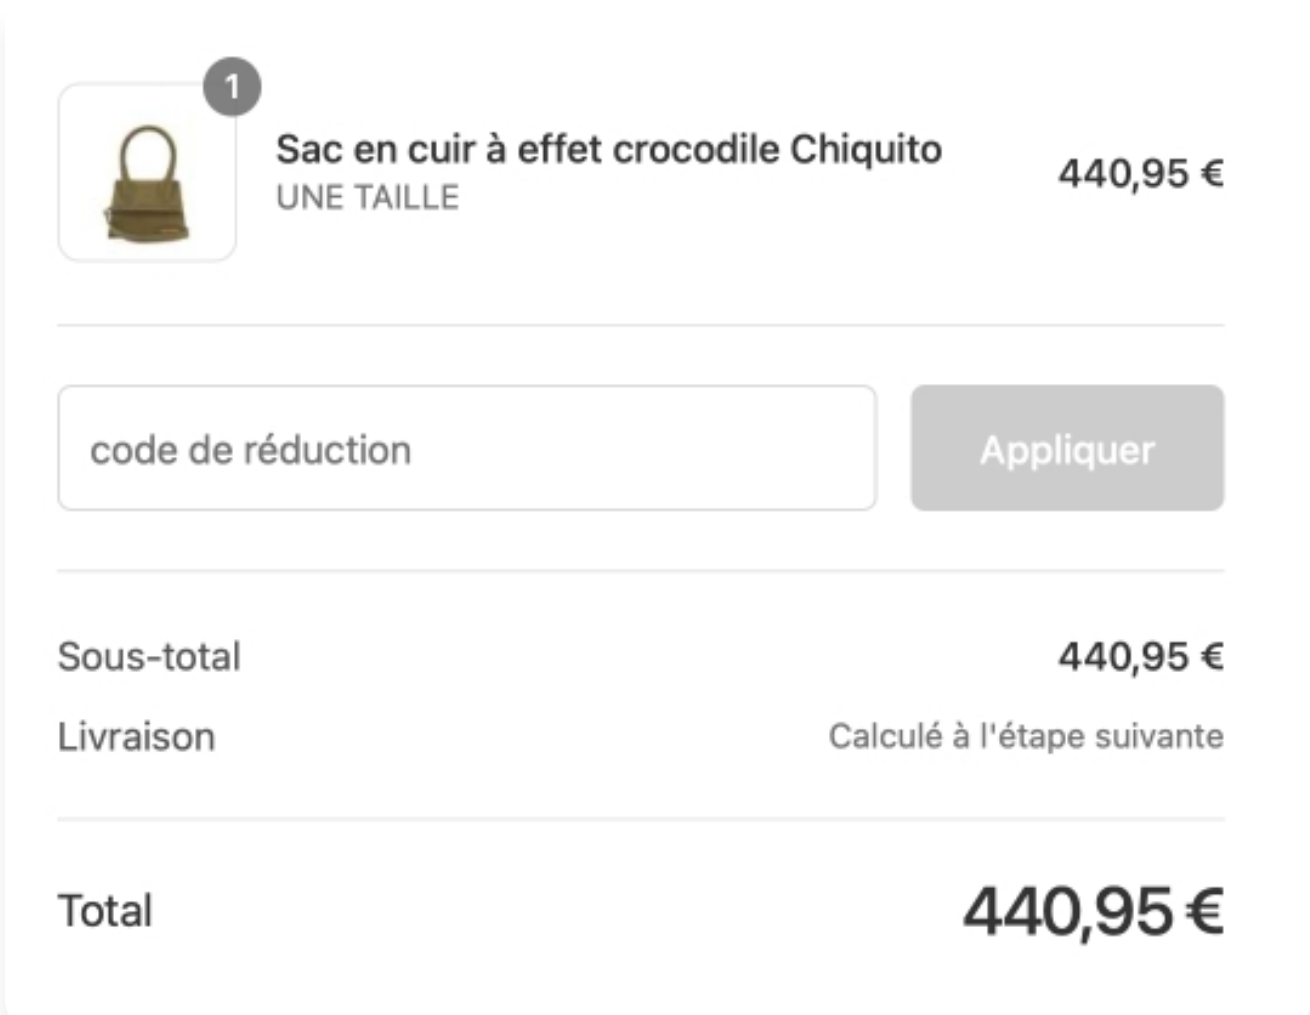 1
Sac en cuir à effet crocodile Chiquito
UNE TAILLE
440,95 €
code de réduction
Appliquer
Sous-total
440,95 €
Livraison
Calculé à l'étape suivante
Total
440,95 €